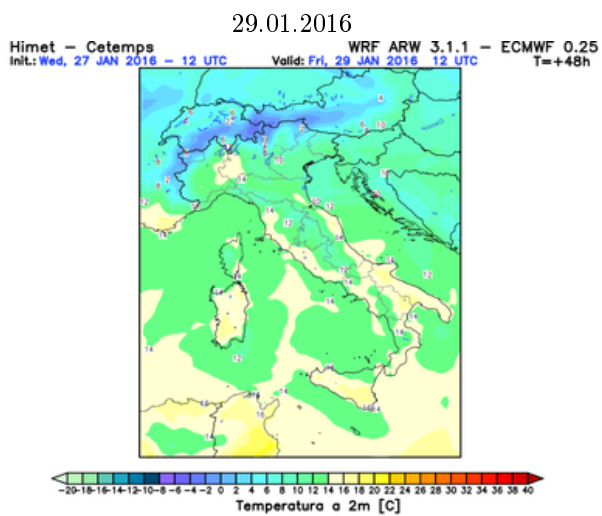 29.01.2016
Himet – Cetemps WRF ARW 3.1.1 – ECMWF 0.25
Init.: Wed, 27 JAN 2016 – 12 UTC Valid: Fri, 29 JAN 2016 12 UTC T=+48h
-20 -18 -16 -14 -12 -10 -8 -6 -4 -2 0 2 4 6 8 10 12 14 16 18 20 22 24 26 28 30 32 34 36 38 40
Temperatura a 2m [C]